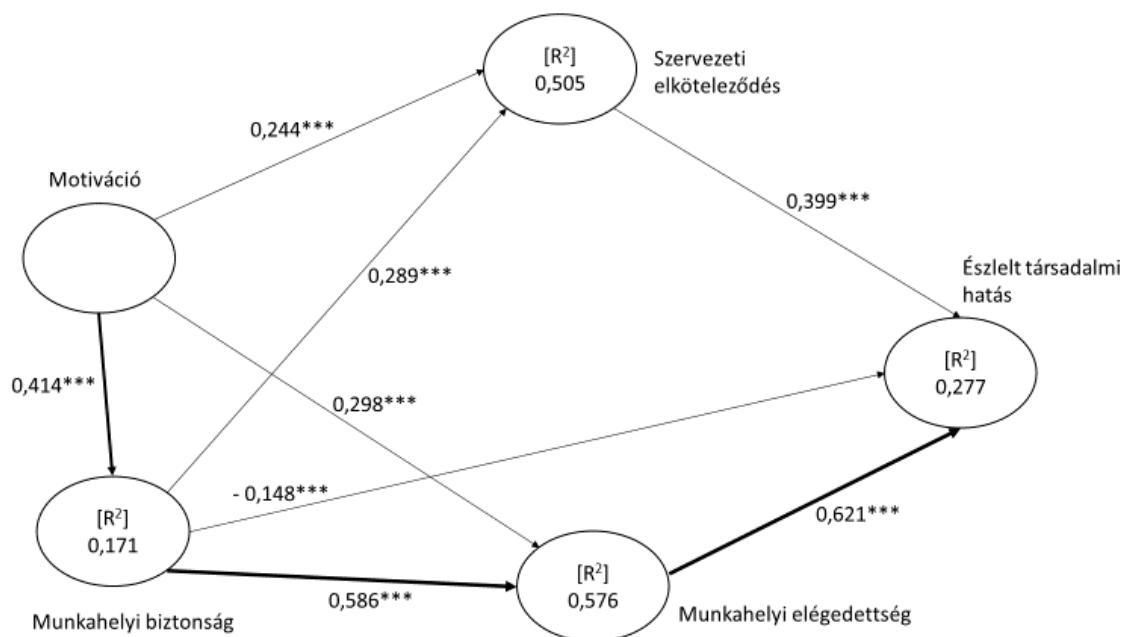 [R²]
0,505
Szervezeti
elköteleződés
0,244***
Motiváció
0,399***
0,289***
Észlelt társadalmi
hatás
[R²]
0,277
0,414***
0,298***
- 0,148***
[R²]
0,171
0,621***
[R²]
0,576
0,586***
Munkahelyi biztonság
Munkahelyi elégedettség